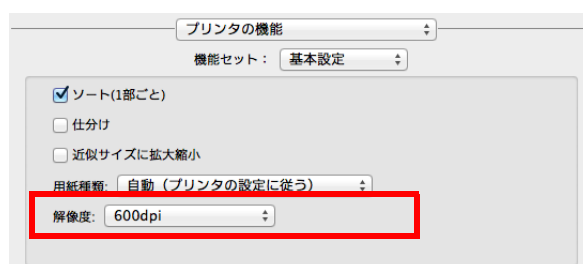 プリンタの機能
機能セット： 基本設定
ソート(1部ごと)
仕分け
近似サイズに拡大縮小
用紙種類: 自動（プリンタの設定に従う）
解像度: 600dpi